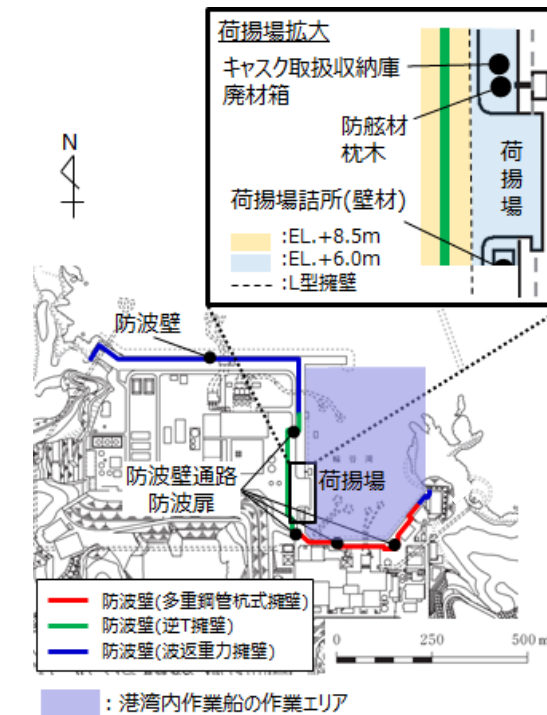 荷揚場拡大
キャスク取扱収納庫
廃材箱
防舷材
枕木
荷揚場
荷揚場詰所(壁材)
:EL.+8.5m
:EL.+6.0m
:L型擁壁
N
防波壁
防波壁通路
防波扉
荷揚場
輪谷湾
防波壁(多重鋼管杭式擁壁)
防波壁(逆T擁壁)
防波壁(波返重力擁壁)
0 250 500 m
: 港湾内作業船の作業エリア